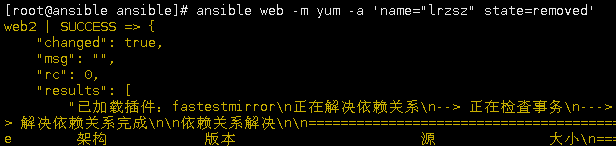 [root@ansible ansible]# ansible web -m yum -a 'name="lrzsz" state=removed'
web2 | SUCCESS => {
    "changed": true,
    "msg": "",
    "rc": 0,
    "results": [
        "已加载插件：fastestmirror\n正在解决依赖关系\n--> 正在检查事务\n--->
> 解决依赖关系完成\n\n依赖关系解决\n\n======================================
e        架构            版本                源            大小\n==